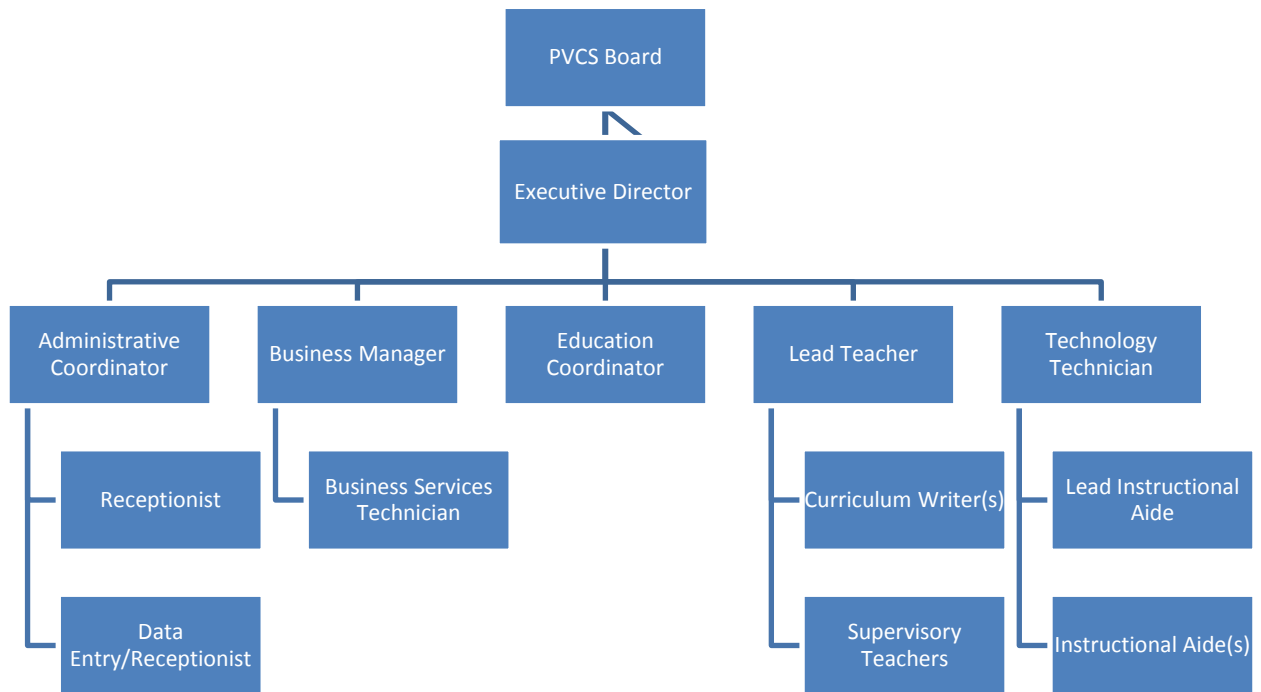 PVCS Board
Executive Director
Administrative
Coordinator
Business Manager
Education
Coordinator
Lead Teacher
Technology
Technician
Receptionist
Business Services
Technician
Curriculum Writer(s)
Lead Instructional
Aide
Data
Entry/Receptionist
Supervisory
Teachers
Instructional Aide(s)